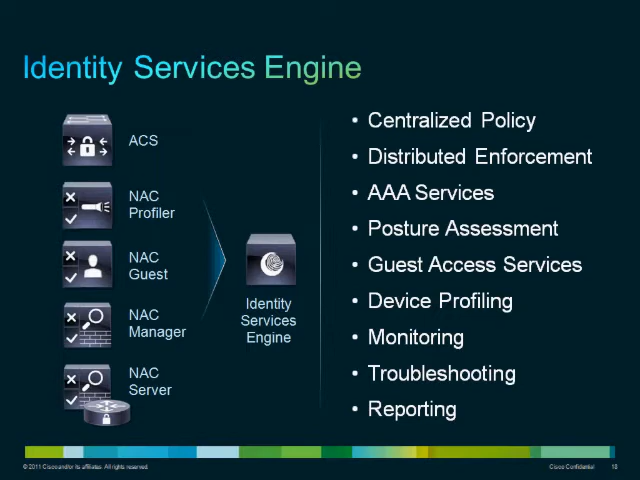 Identity Services Engine
ACS
NAC
Profiler
NAC
Guest
NAC
Manager
NAC
Server
Identity
Services
Engine
• Centralized Policy
• Distributed Enforcement
• AAA Services
• Posture Assessment
• Guest Access Services
• Device Profiling
• Monitoring
• Troubleshooting
• Reporting
© 2011 Cisco and/or its affiliates. All rights reserved.
Cisco Confidential